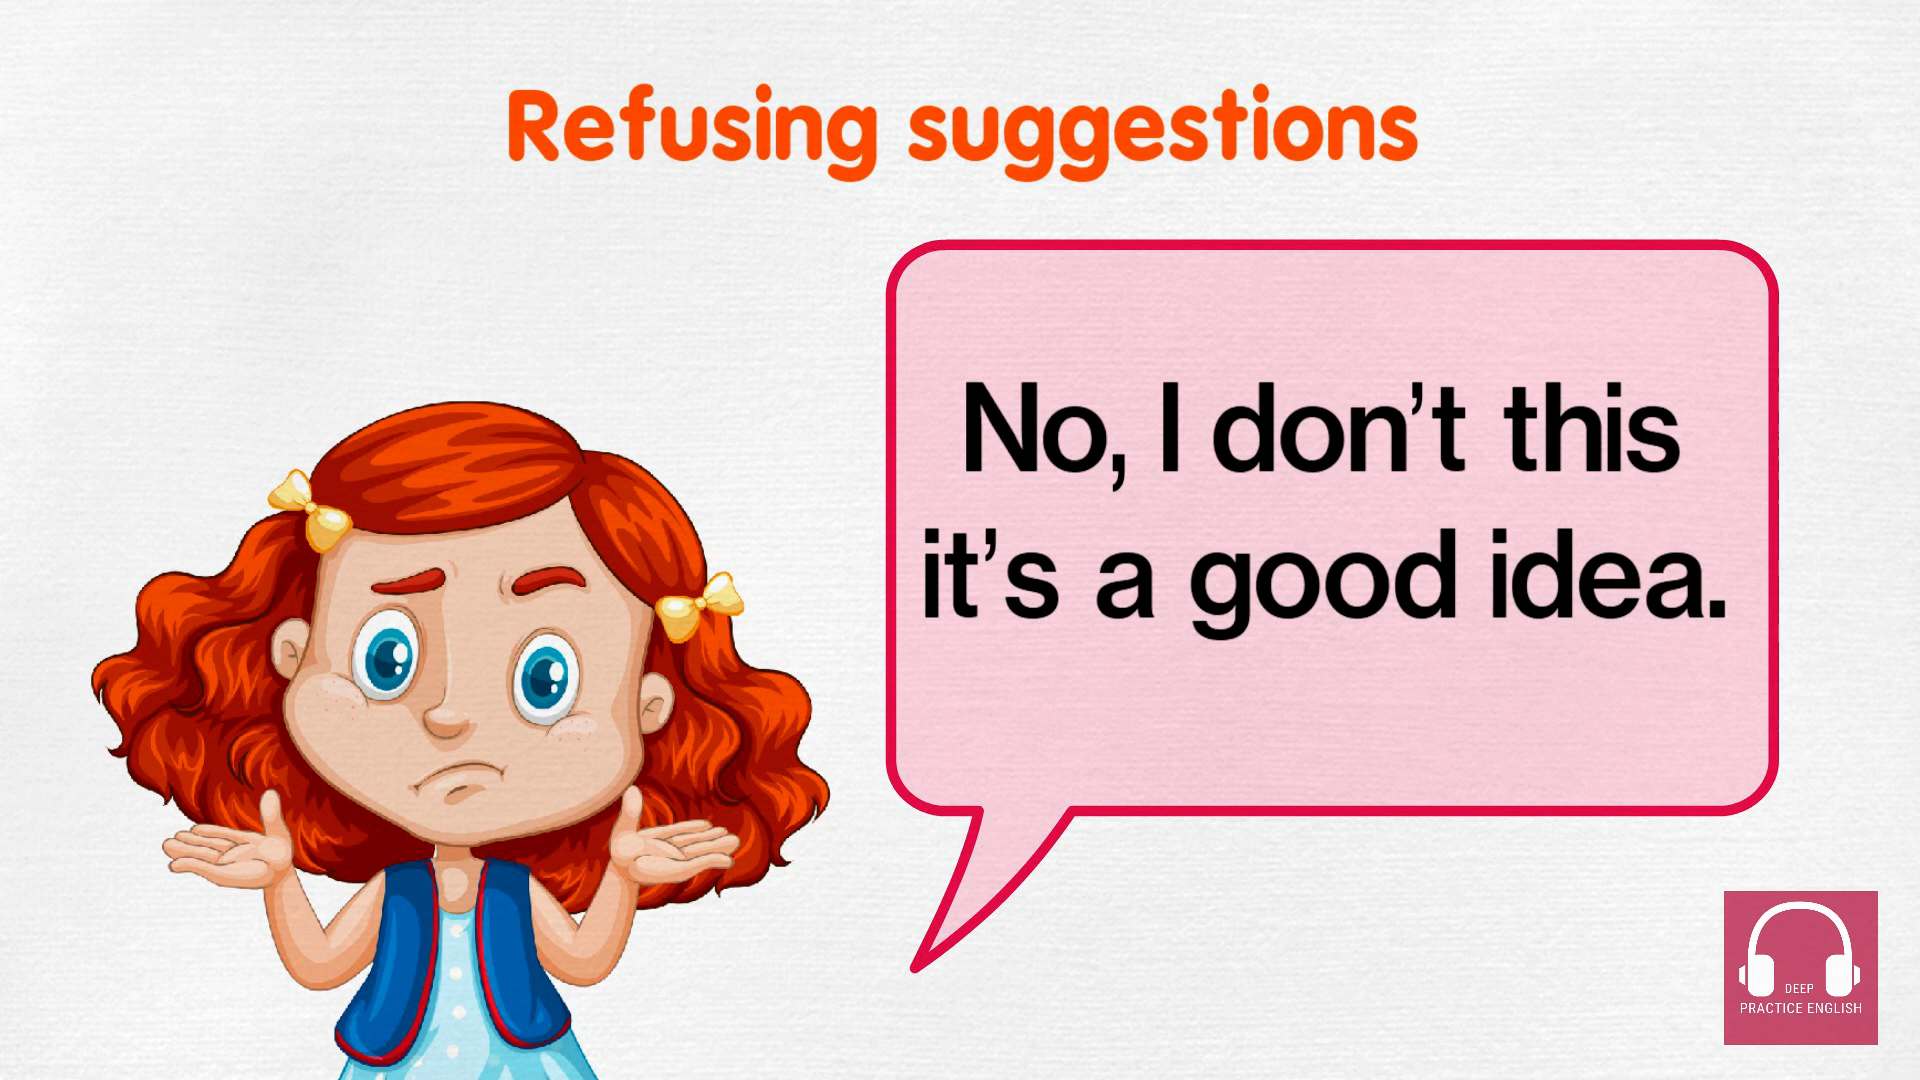 Refusing suggestions
No, I don’t this
it’s a good idea.
DEEP
PRACTICE ENGLISH